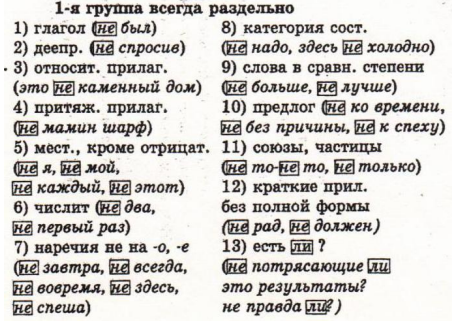 1-я группа всегда раздельно
1) глагол (не был)
2) деепр. (не спросив)
3) относит. прилаг.
(это не каменный дом)
4) притяж. прилаг.
(не мамин шарф)
5) мест., кроме отрицат.
(не я, не мой,
не каждый, не этот)
6) числит (не два,
не первый раз)
7) наречия не на -о, -е
(не завтра, не всегда,
не вовремя, не здесь,
не спеша)
8) категория сост.
(не надо, здесь не холодно)
9) слова в сравн. степени
(не больше, не лучше)
10) предлог (не ко времени,
не без причины, не к спеху)
11) союзы, частицы
(не то-не то, не только)
12) краткие прил.
без полной формы
(не рад, не должен)
13) есть ли ?
(не потрясающие ли
это результаты?
не правда ли?)